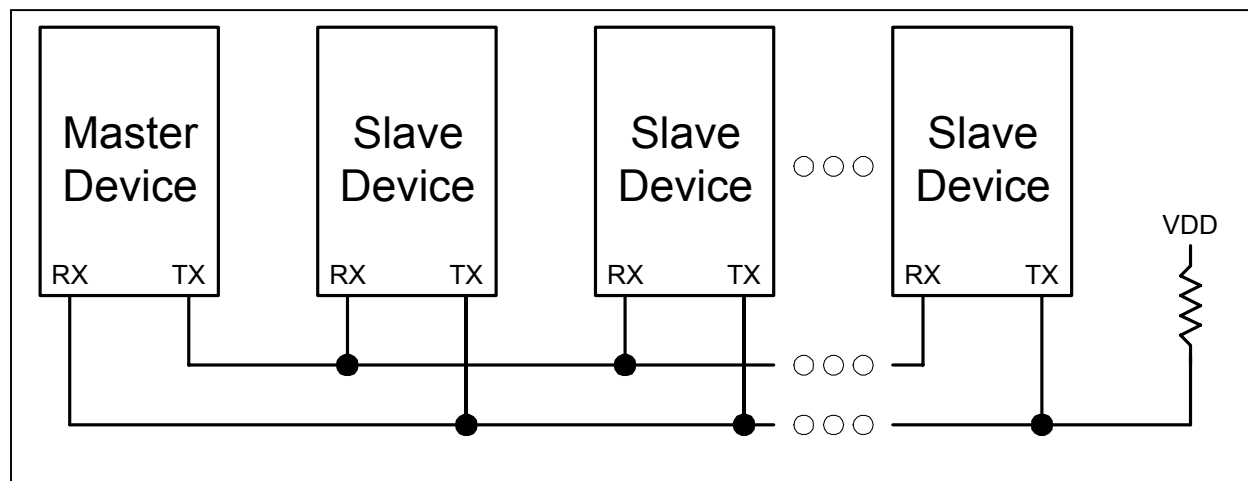 Master
Device
Slave
Device
Slave
Device
Slave
Device
VDD
RX TX
RX TX
RX TX
RX TX